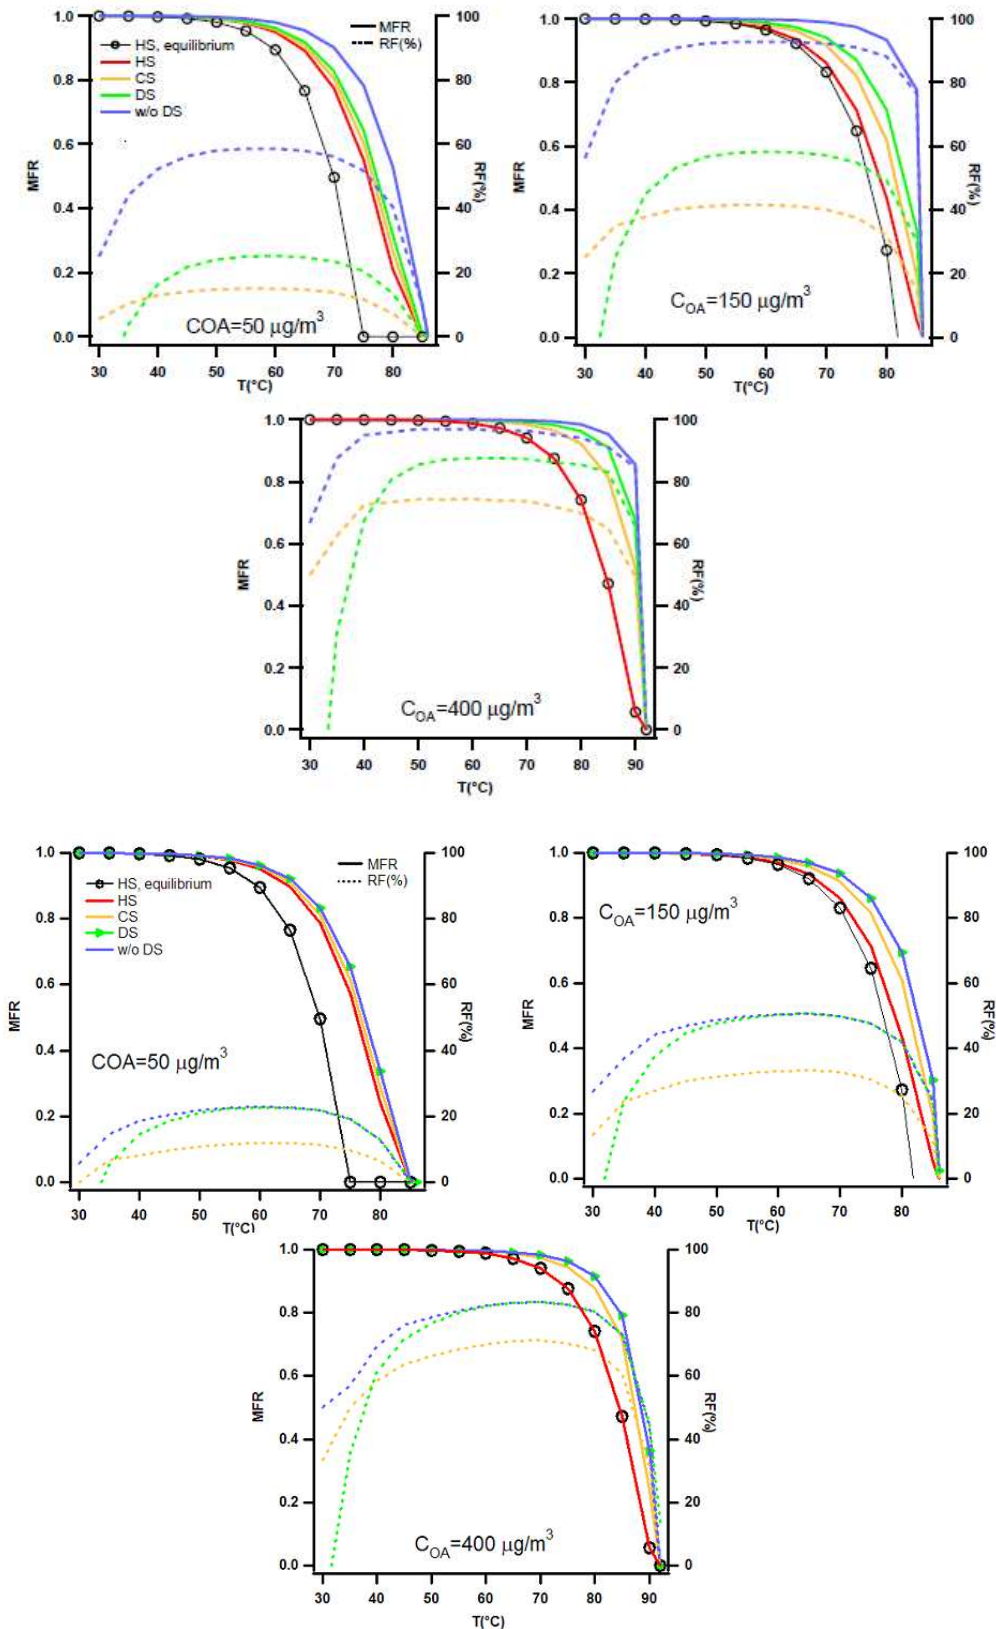 1.0
0.8
0.6
0.4
0.2
0.0
MFR
HS, equilibrium
HS
CS
DS
w/o DS
MFR
RF(%)
COA=50 μg/m3
100
80
60
40
20
0
RF(%)
30 40 50 60 70 80
T(°C)
1.0
0.8
0.6
0.4
0.2
0.0
MFR
COA=150 μg/m3
100
80
60
40
20
0
RF(%)
30 40 50 60 70 80
T(°C)
1.0
0.8
0.6
0.4
0.2
0.0
MFR
COA=400 μg/m3
100
80
60
40
20
0
RF(%)
30 40 50 60 70 80 90
T(°C)
1.0
0.8
0.6
0.4
0.2
0.0
MFR
HS, equilibrium
HS
CS
DS
w/o DS
MFR
RF(%)
COA=50 μg/m3
100
80
60
40
20
0
RF(%)
30 40 50 60 70 80
T(°C)
1.0
0.8
0.6
0.4
0.2
0.0
MFR
COA=150 μg/m3
100
80
60
40
20
0
RF(%)
30 40 50 60 70 80
T(°C)
1.0
0.8
0.6
0.4
0.2
0.0
MFR
COA=400 μg/m3
100
80
60
40
20
0
RF(%)
30 40 50 60 70 80 90
T(°C)